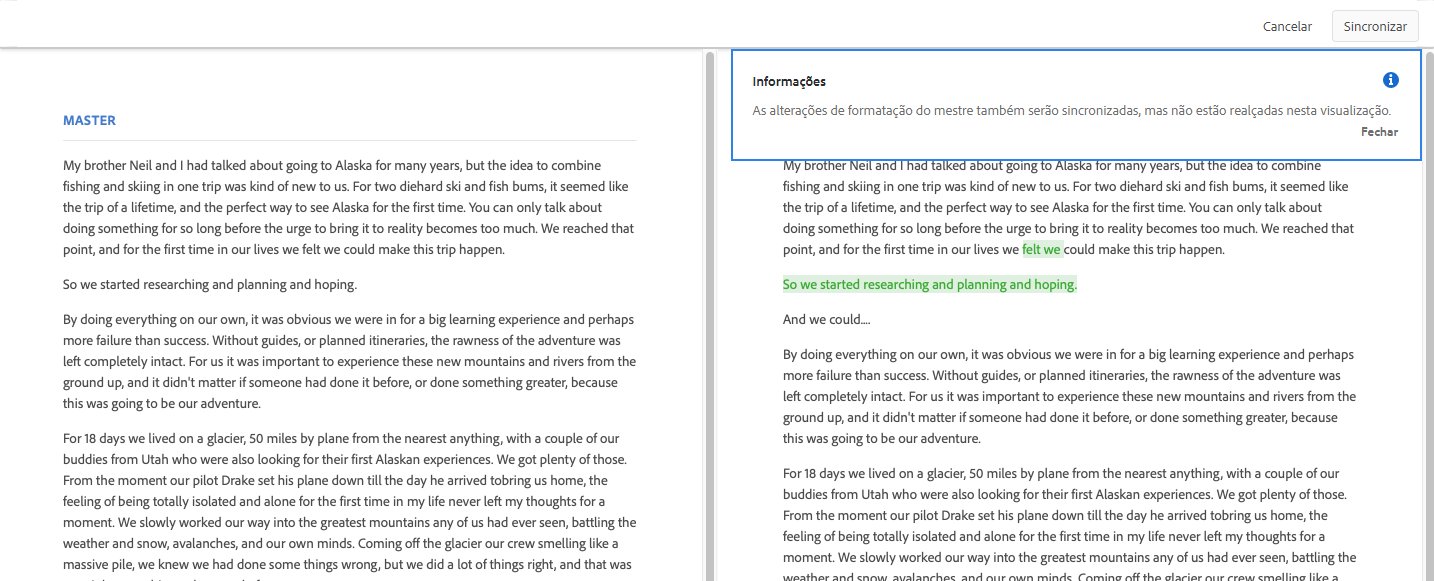 Cancelar
Sincronizar
MASTER
My brother Neil and I had talked about going to Alaska for many years, but the idea to combine
fishing and skiing in one trip was kind of new to us. For two diehard ski and fish bums, it seemed like
the trip of a lifetime, and the perfect way to see Alaska for the first time. You can only talk about
doing something for so long before the urge to bring it to reality becomes too much. We reached that
point, and for the first time in our lives we felt we could make this trip happen.
So we started researching and planning and hoping.
By doing everything on our own, it was obvious we were in for a big learning experience and perhaps
more failure than success. Without guides, or planned itineraries, the rawness of the adventure was
left completely intact. For us it was important to experience these new mountains and rivers from the
ground up, and it didn't matter if someone had done it before, or done something greater, because
this was going to be our adventure.
For 18 days we lived on a glacier, 50 miles by plane from the nearest anything, with a couple of our
buddies from Utah who were also looking for their first Alaskan experiences. We got plenty of those.
From the moment our pilot Drake set his plane down till the day he arrived tobring us home, the
feeling of being totally isolated and alone for the first time in my life never left my thoughts for a
moment. We slowly worked our way into the greatest mountains any of us had ever seen, battling the
weather and snow, avalanches, and our own minds. Coming off the glacier our crew smelling like a
massive pile, we knew we had done some things wrong, but we did a lot of things right, and that was
Informações
As alterações de formatação do mestre também serão sincronizadas, mas não estão realçadas nesta visualização.
Fechar
My brother Neil and I had talked about going to Alaska for many years, but the idea to combine
fishing and skiing in one trip was kind of new to us. For two diehard ski and fish bums, it seemed like
the trip of a lifetime, and the perfect way to see Alaska for the first time. You can only talk about
doing something for so long before the urge to bring it to reality becomes too much. We reached that
point, and for the first time in our lives we felt we could make this trip happen.
So we started researching and planning and hoping.
And we could....
By doing everything on our own, it was obvious we were in for a big learning experience and perhaps
more failure than success. Without guides, or planned itineraries, the rawness of the adventure was
left completely intact. For us it was important to experience these new mountains and rivers from the
ground up, and it didn't matter if someone had done it before, or done something greater, because
this was going to be our adventure.
For 18 days we lived on a glacier, 50 miles by plane from the nearest anything, with a couple of our
buddies from Utah who were also looking for their first Alaskan experiences. We got plenty of those.
From the moment our pilot Drake set his plane down till the day he arrived tobring us home, the
feeling of being totally isolated and alone for the first time in my life never left my thoughts for a
moment. We slowly worked our way into the greatest mountains any of us had ever seen, battling the
weather and snow, avalanches, and our own minds. Coming off the glacier our crew smelling like a